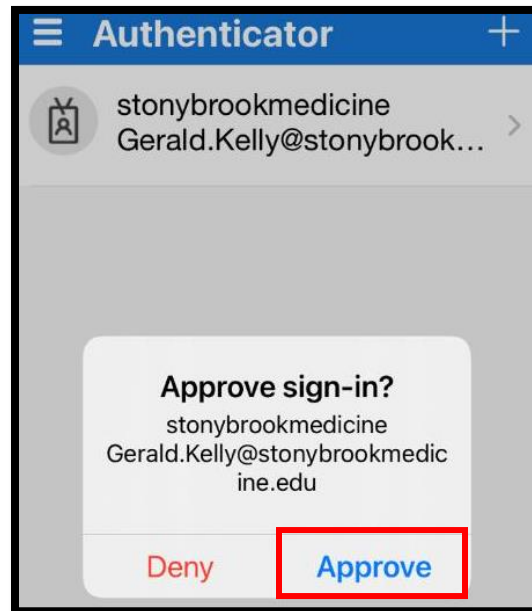 Authenticator
stonybrookmedicine
Gerald.Kelly@stonybrook...
Approve sign-in?
stonybrookmedicine
Gerald.Kelly@stonybrookmedic
ine.edu
Deny Approve